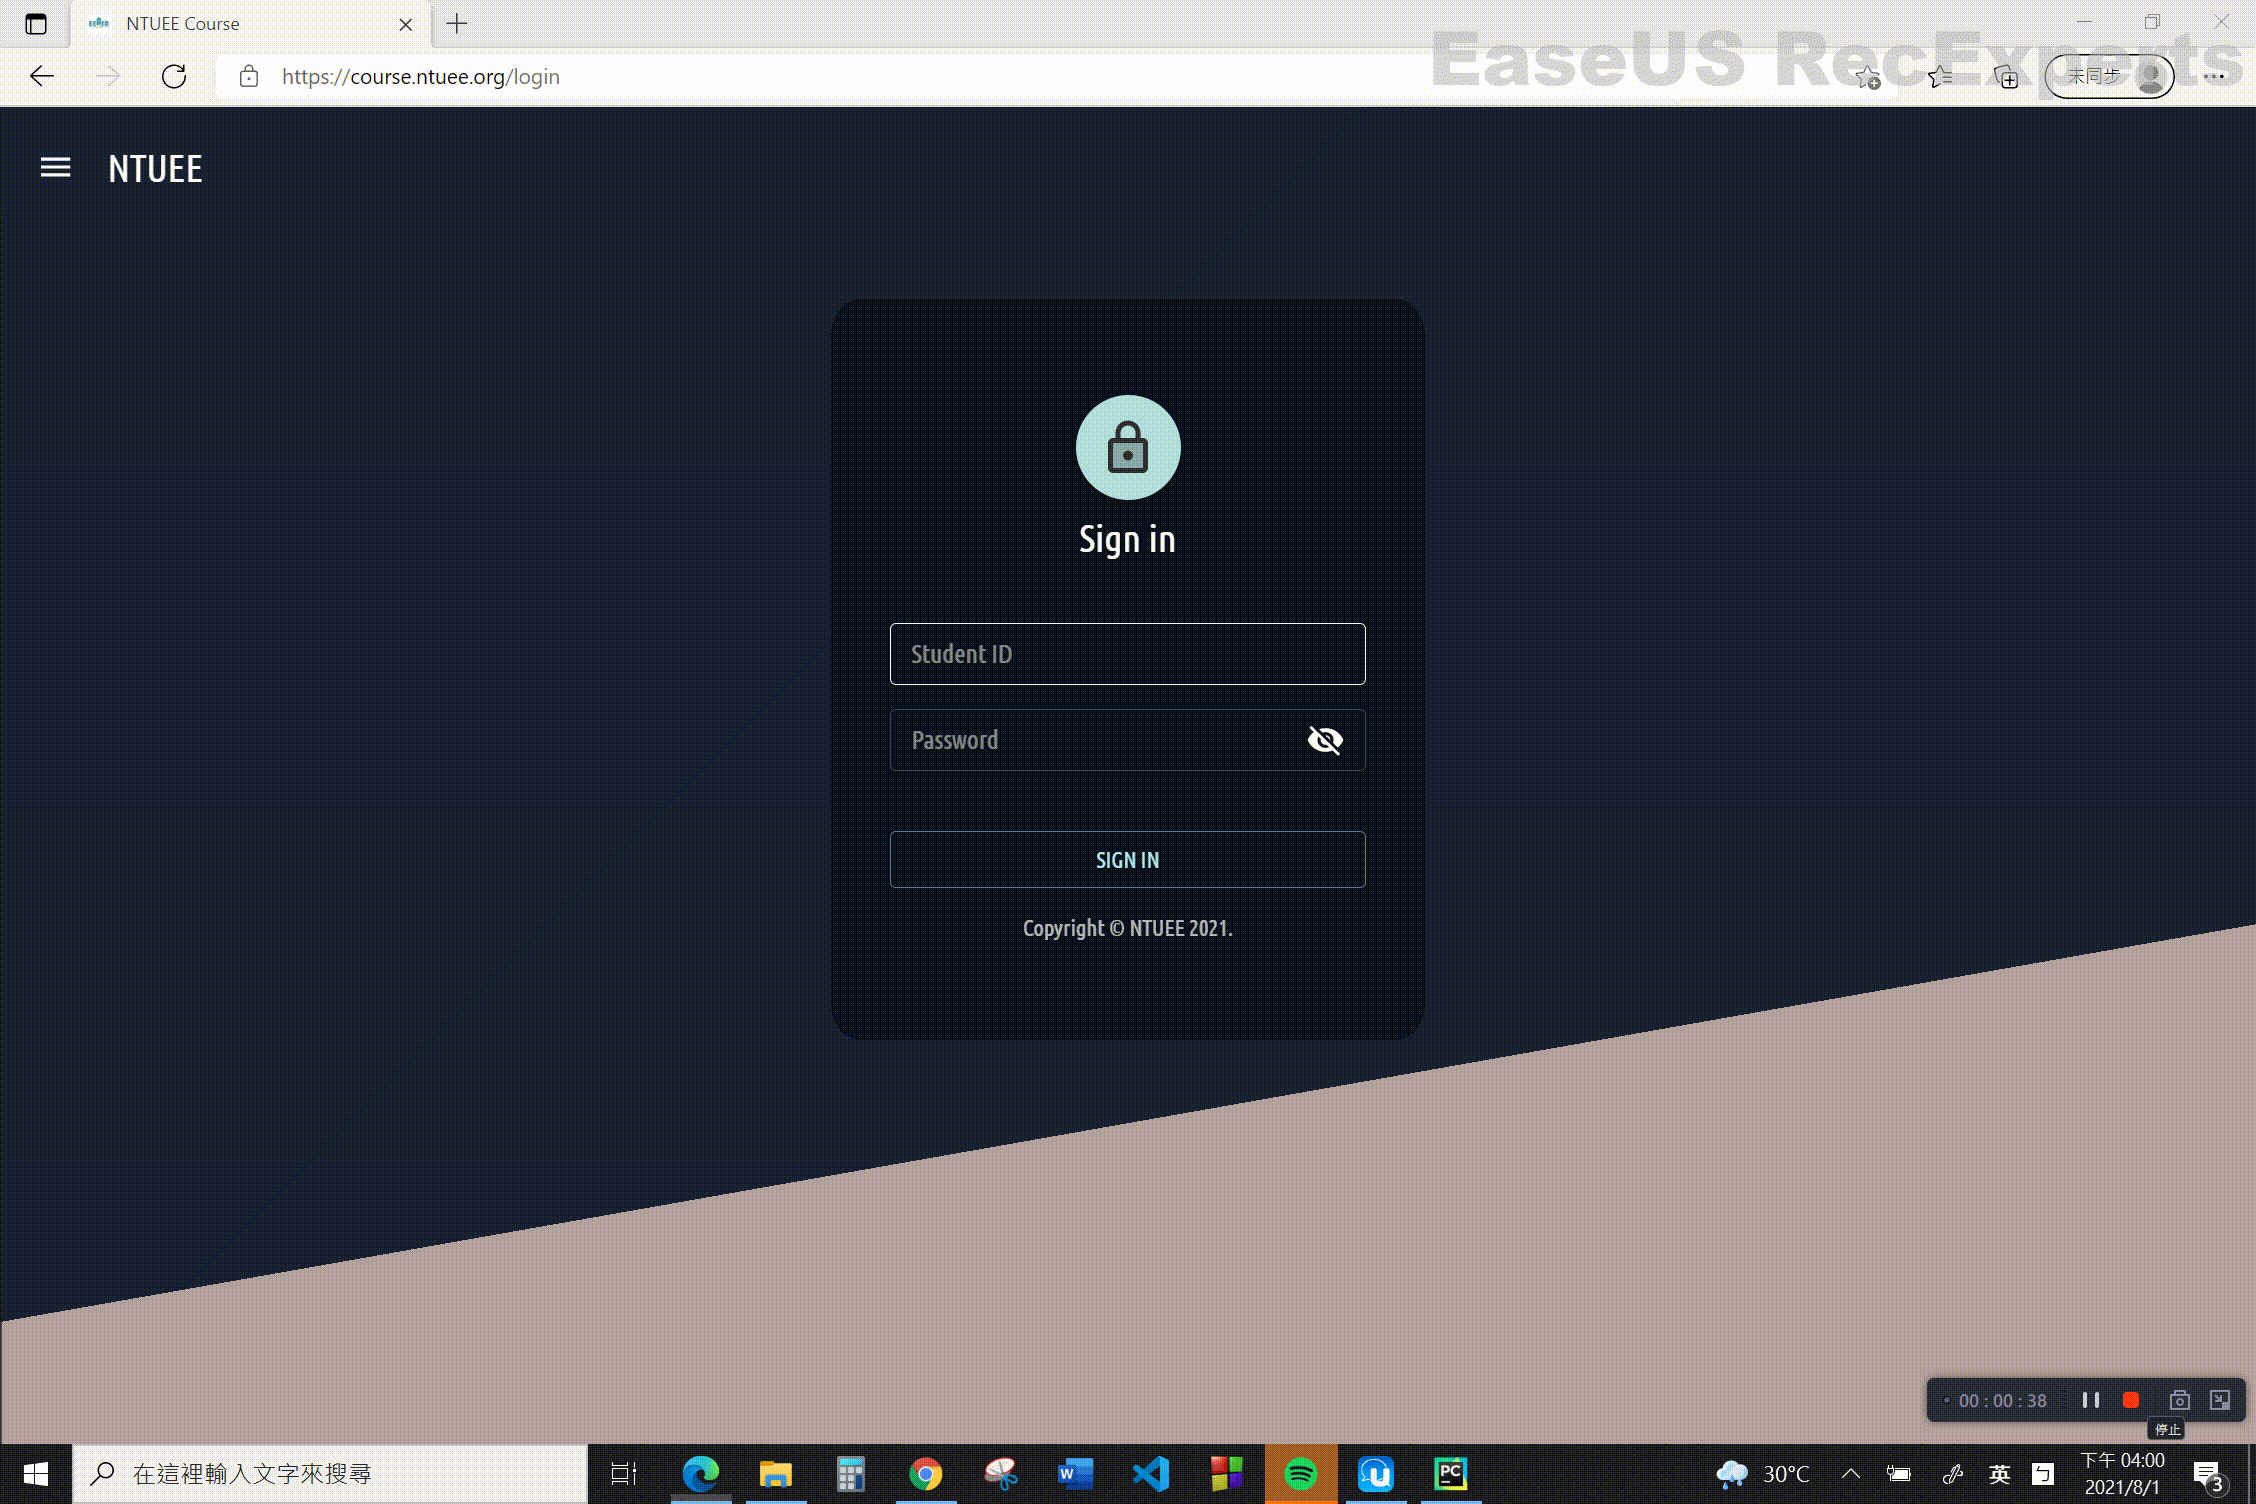 NTUEE Course
https://course.ntuee.org/login
EaseUS RecExperts
未同步
NTUEE
Sign in
Student ID
Password
SIGN IN
Copyright © NTUEE 2021.
00:00:38
停止
在這裡輸入文字來搜尋
W
PC
30°C
英
ㄅ
下午 04:00
2021/8/1
3